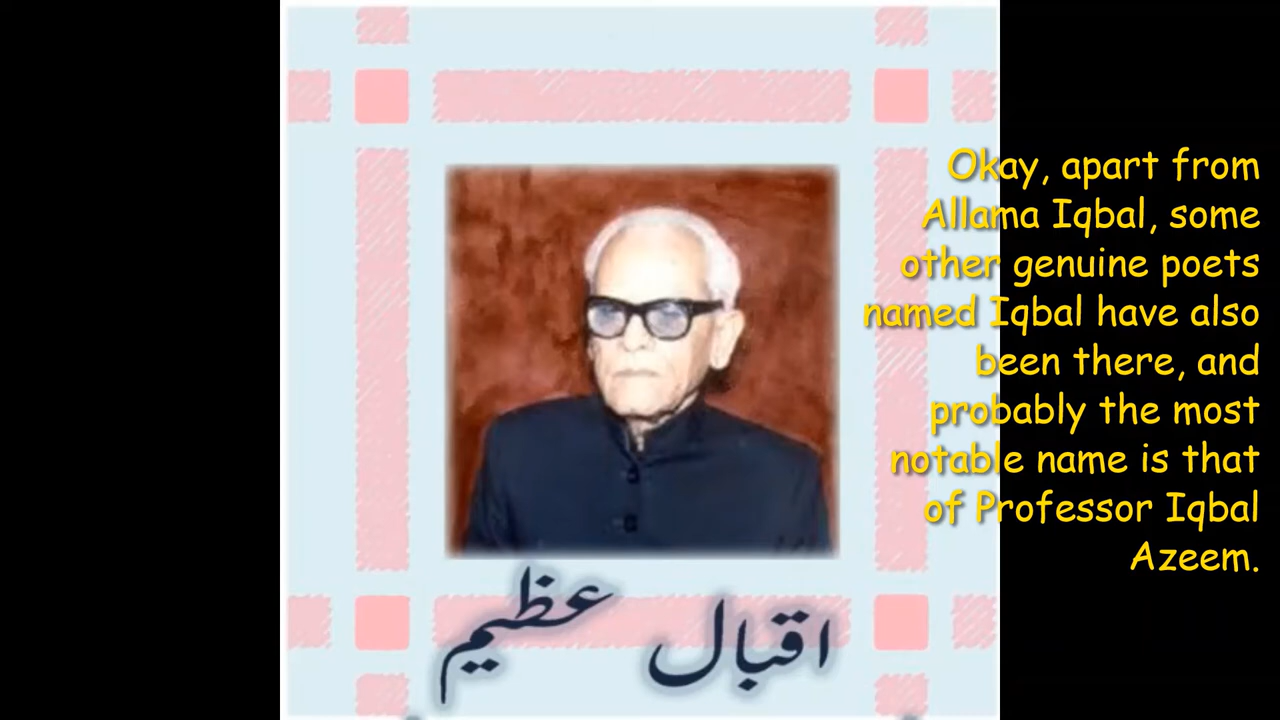 Okay, apart from
Allama Iqbal, some
other genuine poets
named Iqbal have also
been there, and
probably the most
notable name is that
of Professor Iqbal
Azeem.
اقبال عظیم